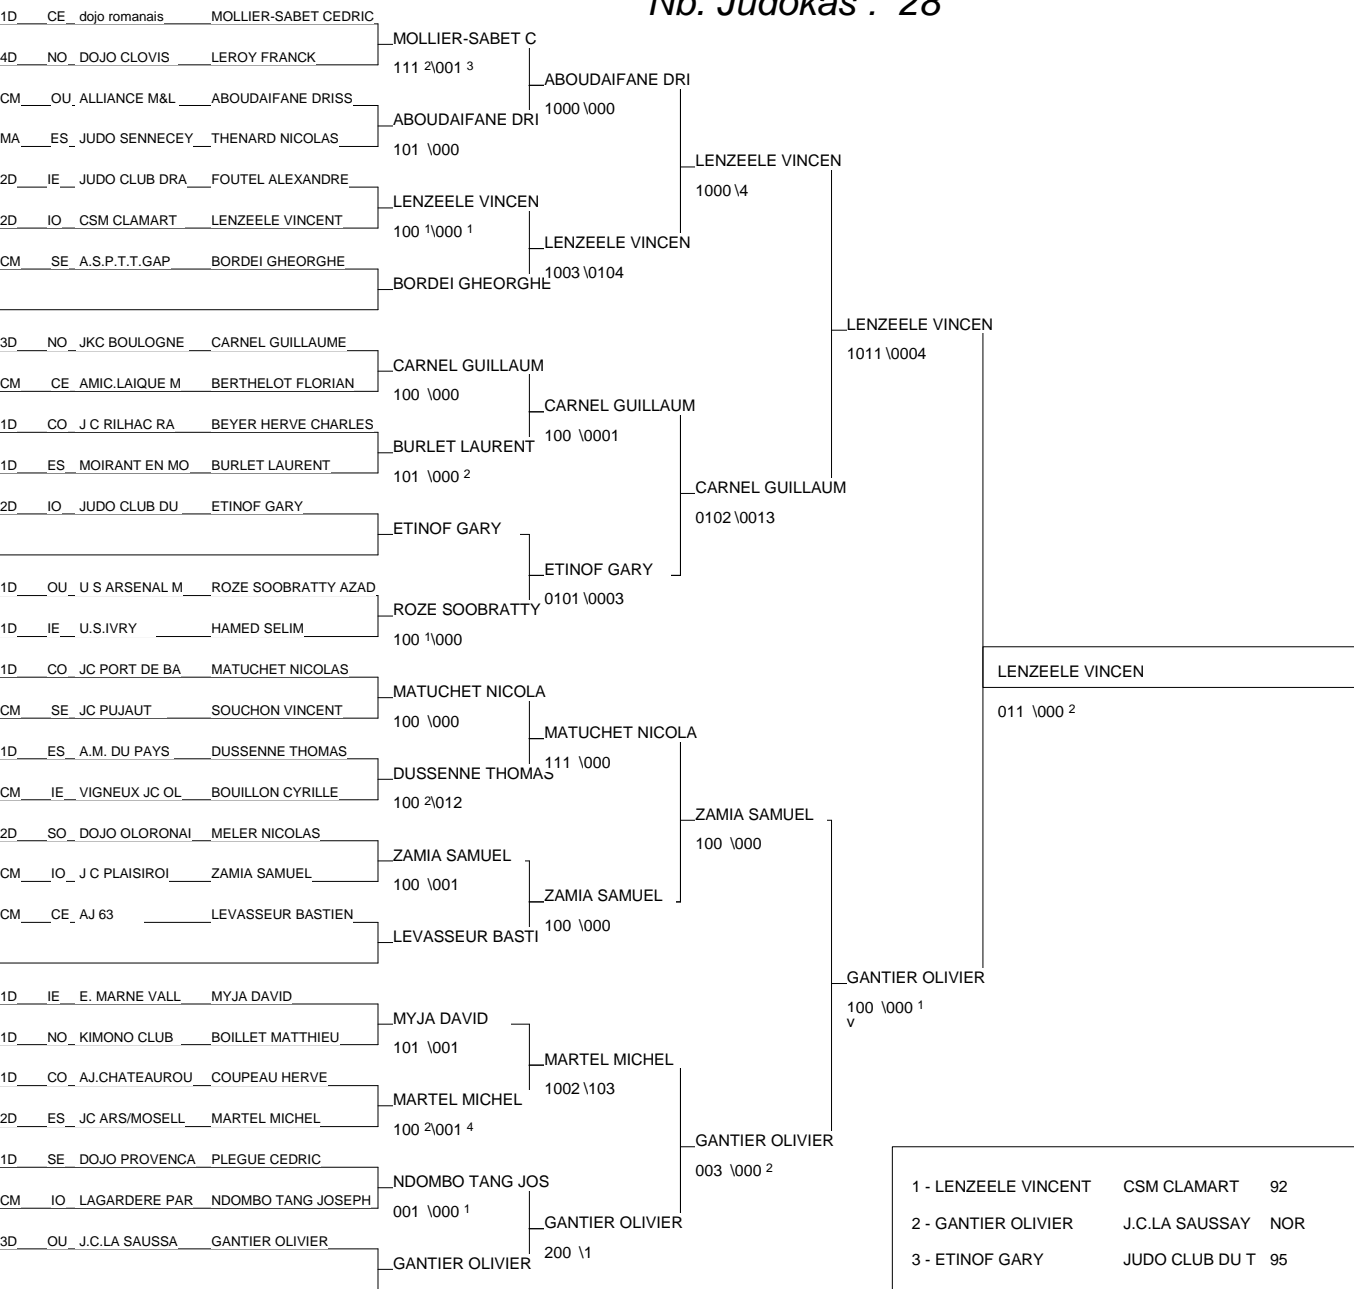 Nb. Judokas : 28
1D CE dojo romanais MOLLIER-SABET CEDRIC
MOLLIER-SABET C
4D NO DOJO CLOVIS LEROY FRANCK
111 2\001 3
ABOUDAIFANE DRI
CM OU ALLIANCE M&L ABOUDAIFANE DRISS
1000 \000
ABOUDAIFANE DRI
MA ES JUDO SENNECEY THENARD NICOLAS
101 \000
LENZEELE VINCEN
2D IE JUDO CLUB DRA FOUTEL ALEXANDRE
1000 \4
LENZEELE VINCEN
2D IO CSM CLAMART LENZEELE VINCENT
100 1\000 1
LENZEELE VINCEN
CM SE A.S.P.T.T.GAP BORDEI GHEORGHE
1003 \0104
BORDEI GHEORGHE
LENZEELE VINCEN
3D NO JKC BOULOGNE CARNEL GUILLAUME
1011 \0004
CARNEL GUILLAUM
CM CE AMIC.LAIQUE M BERTHELOT FLORIAN
100 \000
CARNEL GUILLAUM
1D CO J C RILHAC RA BEYER HERVE CHARLES
100 \0001
BURLET LAURENT
1D ES MOIRANT EN MO BURLET LAURENT
101 \000 2
CARNEL GUILLAUM
2D IO JUDO CLUB DU ETINOF GARY
0102 \0013
ETINOF GARY
ETINOF GARY
1D OU U S ARSENAL M ROZE SOOBRATTY AZAD
0101 \0003
ROZE SOOBRATTY
1D IE U.S.IVRY HAMED SELIM
100 1\000
1D CO JC PORT DE BA MATUCHET NICOLAS
LENZEELE VINCEN
MATUCHET NICOLA
CM SE JC PUJAUT SOUCHON VINCENT
011 \000 2
100 \000
MATUCHET NICOLA
1D ES A.M. DU PAYS DUSSENNE THOMAS
111 \000
DUSSENNE THOMAS
CM IE VIGNEUX JC OL BOUILLON CYRILLE
100 2\012
ZAMIA SAMUEL
2D SO DOJO OLORONAI MELER NICOLAS
100 \000
ZAMIA SAMUEL
CM IO J C PLAISIROI ZAMIA SAMUEL
100 \001
ZAMIA SAMUEL
CM CE AJ 63 LEVASSEUR BASTIEN
100 \000
LEVASSEUR BASTI
GANTIER OLIVIER
1D IE E. MARNE VALL MYJA DAVID
100 \000 1
v
MYJA DAVID
1D NO KIMONO CLUB BOILLET MATTHIEU
101 \001
MARTEL MICHEL
1D CO AJ.CHATEAUROU COUPEAU HERVE
1002 \103
MARTEL MICHEL
2D ES JC ARS/MOSELL MARTEL MICHEL
100 2\001 4
GANTIER OLIVIER
1D SE DOJO PROVENCA PLEGUE CEDRIC
003 \000 2
NDOMBO TANG JOS
1 - LENZEELE VINCENT CSM CLAMART 92
CM IO LAGARDERE PAR NDOMBO TANG JOSEPH
001 \000 1
GANTIER OLIVIER
2 - GANTIER OLIVIER J.C.LA SAUSSAY NOR
3D OU J.C.LA SAUSSA GANTIER OLIVIER
200 \1
3 - ETINOF GARY JUDO CLUB DU T 95
GANTIER OLIVIER